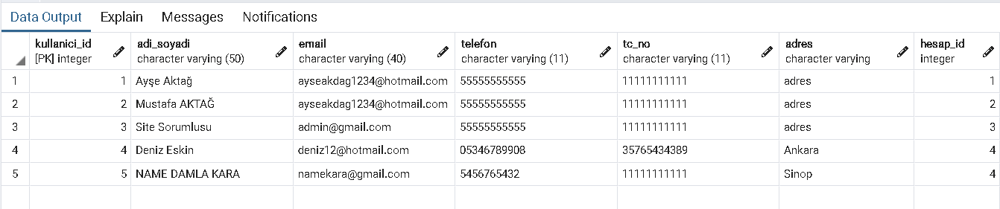 Data Output Explain Messages Notifications
kullanici_id adi_soyadi email telefon tc_no adres hesap_id
[PK] integer character varying (50) character varying (40) character varying (11) character varying (11) character varying integer
1 1 Ayşe Aktağ ayseakdag1234@hotmail.com 55555555555 11111111111 adres 1
2 2 Mustafa AKTAĞ ayseakdag1234@hotmail.com 55555555555 11111111111 adres 2
3 3 Site Sorumlusu admin@gmail.com 55555555555 11111111111 adres 3
4 4 Deniz Eskin deniz12@hotmail.com 05346789908 35765434389 Ankara 4
5 5 NAME DAMLA KARA namekara@gmail.com 5456765432 11111111111 Sinop 4